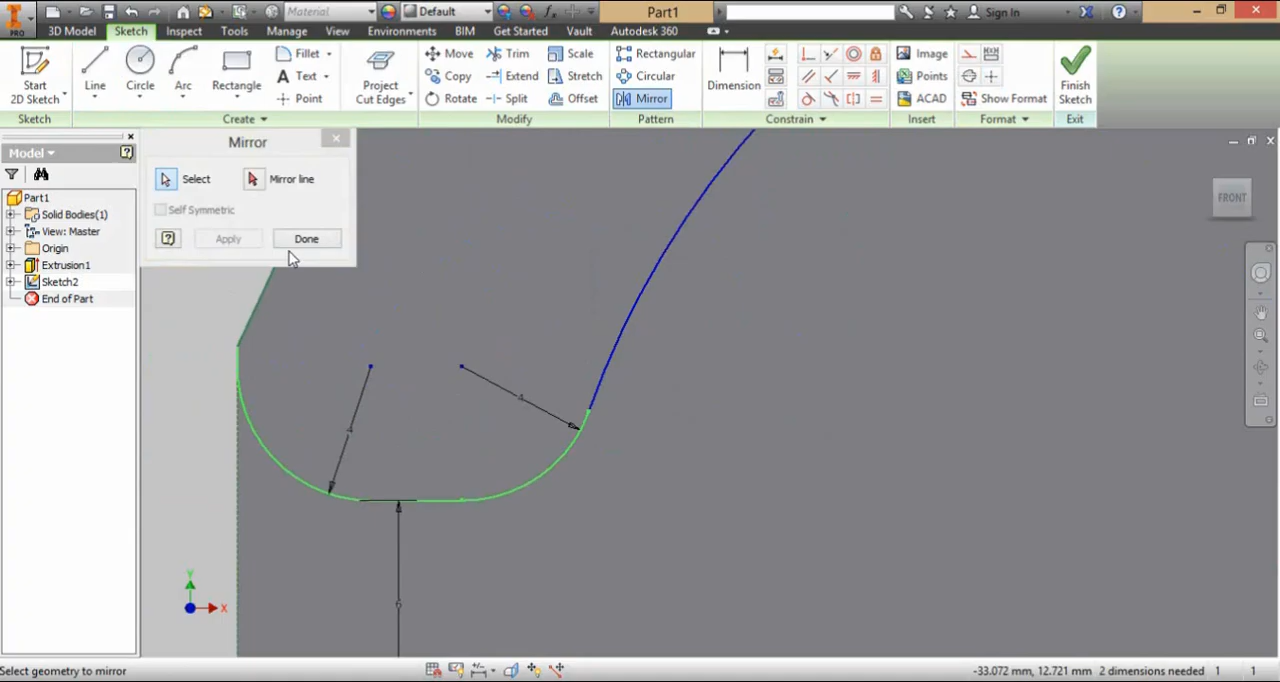 Material Default fx Part1 Sign In
PRO 3D Model Sketch Inspect Tools Manage View Environments BIM Get Started Vault Autodesk 360
Start 2D Sketch Line Circle Arc Rectangle Fillet Text Point Project Cut Edges Move Copy Rotate Trim Extend Split Scale Stretch Offset Rectangular Circular Mirror Dimension Image Points ACAD Show Format Finish Sketch
Sketch Create Modify Pattern Constrain Insert Format Exit
Model
Mirror
Select Mirror line
Self Symmetric
Apply Done
Part1
Solid Bodies(1)
View: Master
Origin
Extrusion1
Sketch2
End of Part
FRONT
4
4
6
Y
X
Select geometry to mirror -33.072 mm, 12.721 mm 2 dimensions needed 1 1